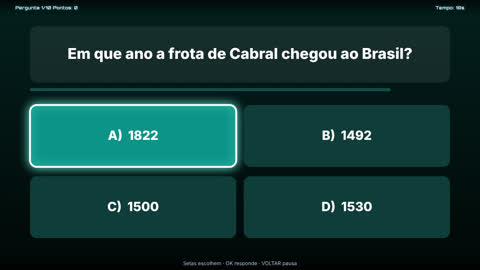 Pergunta 1/10 Pontos: 0
Tempo: 18s
Em que ano a frota de Cabral chegou ao Brasil?
A) 1822
B) 1492
C) 1500
D) 1530
Setas escolhem · OK responde · VOLTAR pausa